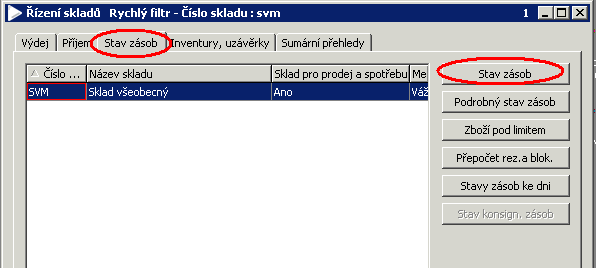 Řízení skladů Rychlý filtr - Číslo skladu : svm 1
Výdej Příjem Stav zásob Inventury, uzávěrky Sumární přehledy
Číslo ... Název skladu Sklad pro prodej a spotřebu Me
SVM Sklad všeobecný Ano Váž
Stav zásob
Podrobný stav zásob
Zboží pod limitem
Přepočet rez.a blok.
Stavy zásob ke dni
Stav konsign. zásob